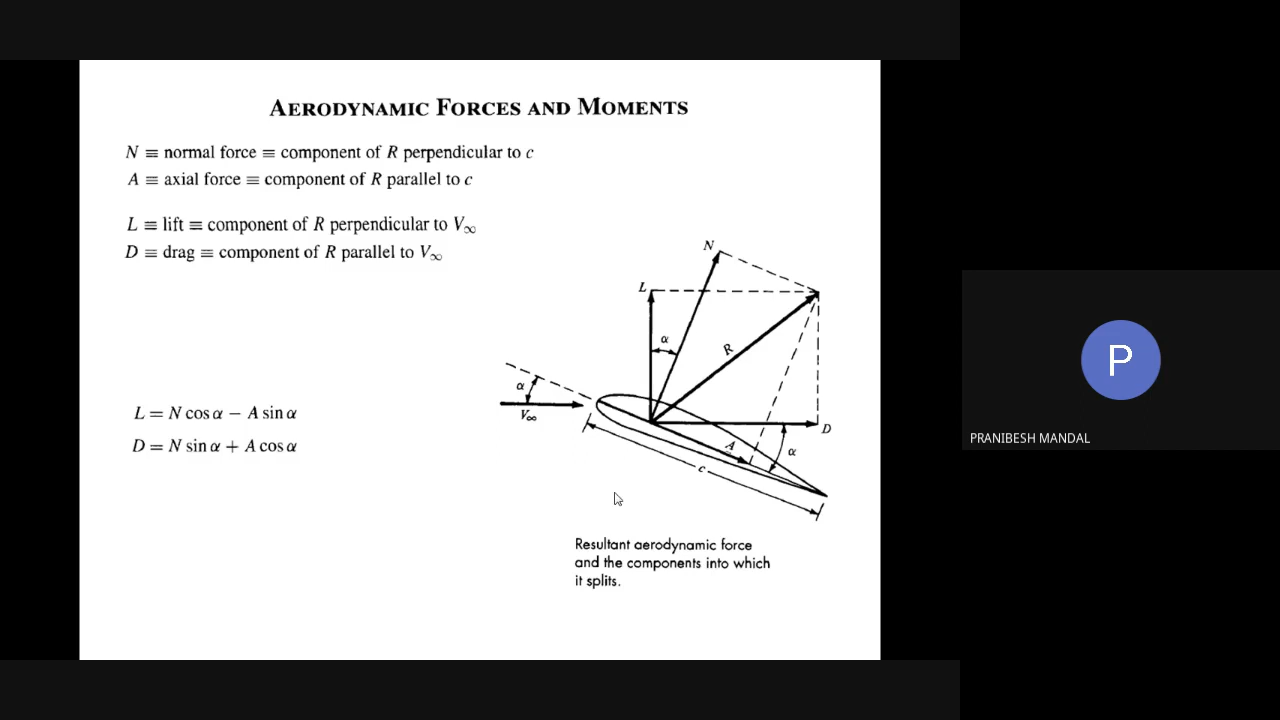 AERODYNAMIC FORCES AND MOMENTS
N ≡ normal force ≡ component of R perpendicular to c
A ≡ axial force ≡ component of R parallel to c
L ≡ lift ≡ component of R perpendicular to V∞
D ≡ drag ≡ component of R parallel to V∞
N
L
α
R
α
V∞
D
A
α
c
L = N cos α − A sin α
D = N sin α + A cos α
Resultant aerodynamic force
and the components into which
it splits.
P
PRANIBESH MANDAL